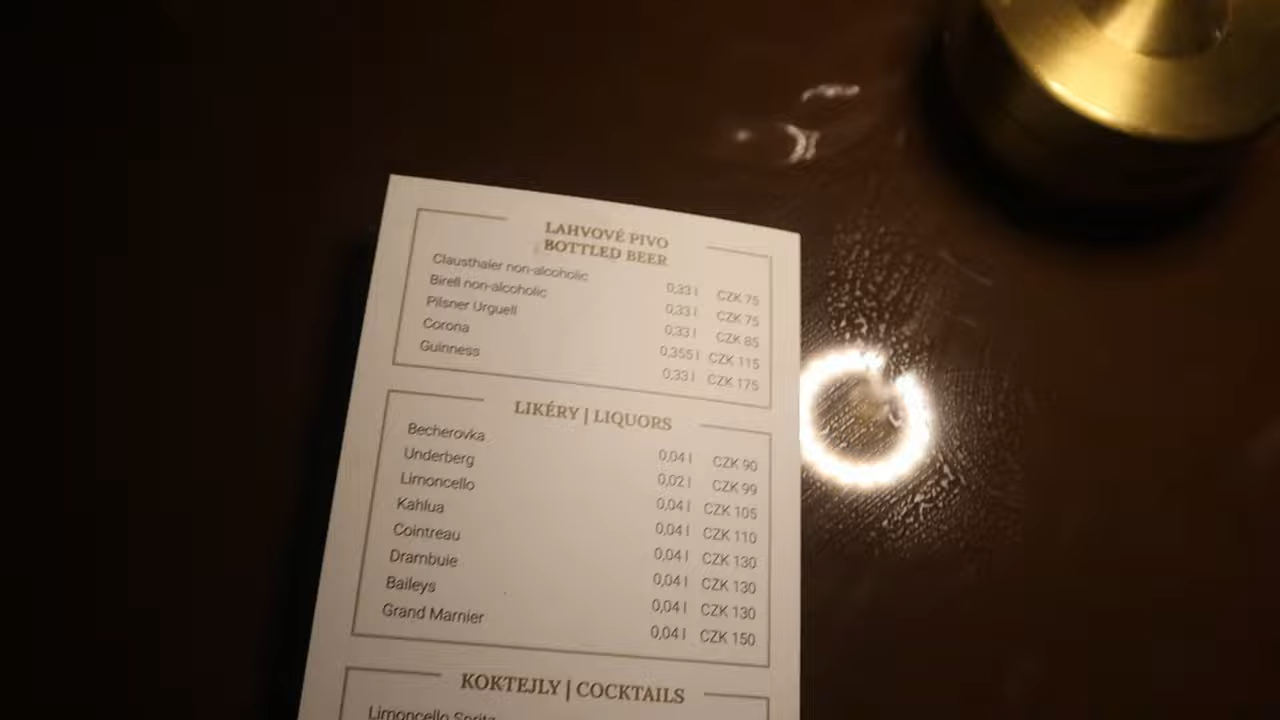 LAHVOVÉ PIVO
BOTTLED BEER
Clausthaler non-alcoholic 0,33 l CZK 75
Birell non-alcoholic 0,33 l CZK 75
Pilsner Urguell 0,33 l CZK 85
Corona 0,355 l CZK 115
Guinness 0,33 l CZK 175
LIKÉRY | LIQUORS
Becherovka 0,04 l CZK 90
Underberg 0,02 l CZK 99
Limoncello 0,04 l CZK 105
Kahlua 0,04 l CZK 110
Cointreau 0,04 l CZK 130
Drambuie 0,04 l CZK 130
Baileys 0,04 l CZK 130
Grand Marnier 0,04 l CZK 150
KOKTEJLY | COCKTAILS
Limoncello Spritz